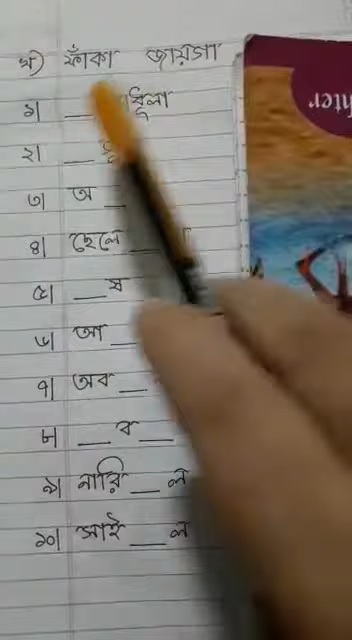 খ) ফাঁকা জায়গা
১| __ ধূলা
২| __
৩| অ __
৪| ছেলে __
৫| __ ষ
৬| আ __
৭| অব __
৮| __ ব __
৯| নারি __ ল
১০| সাই __ ল